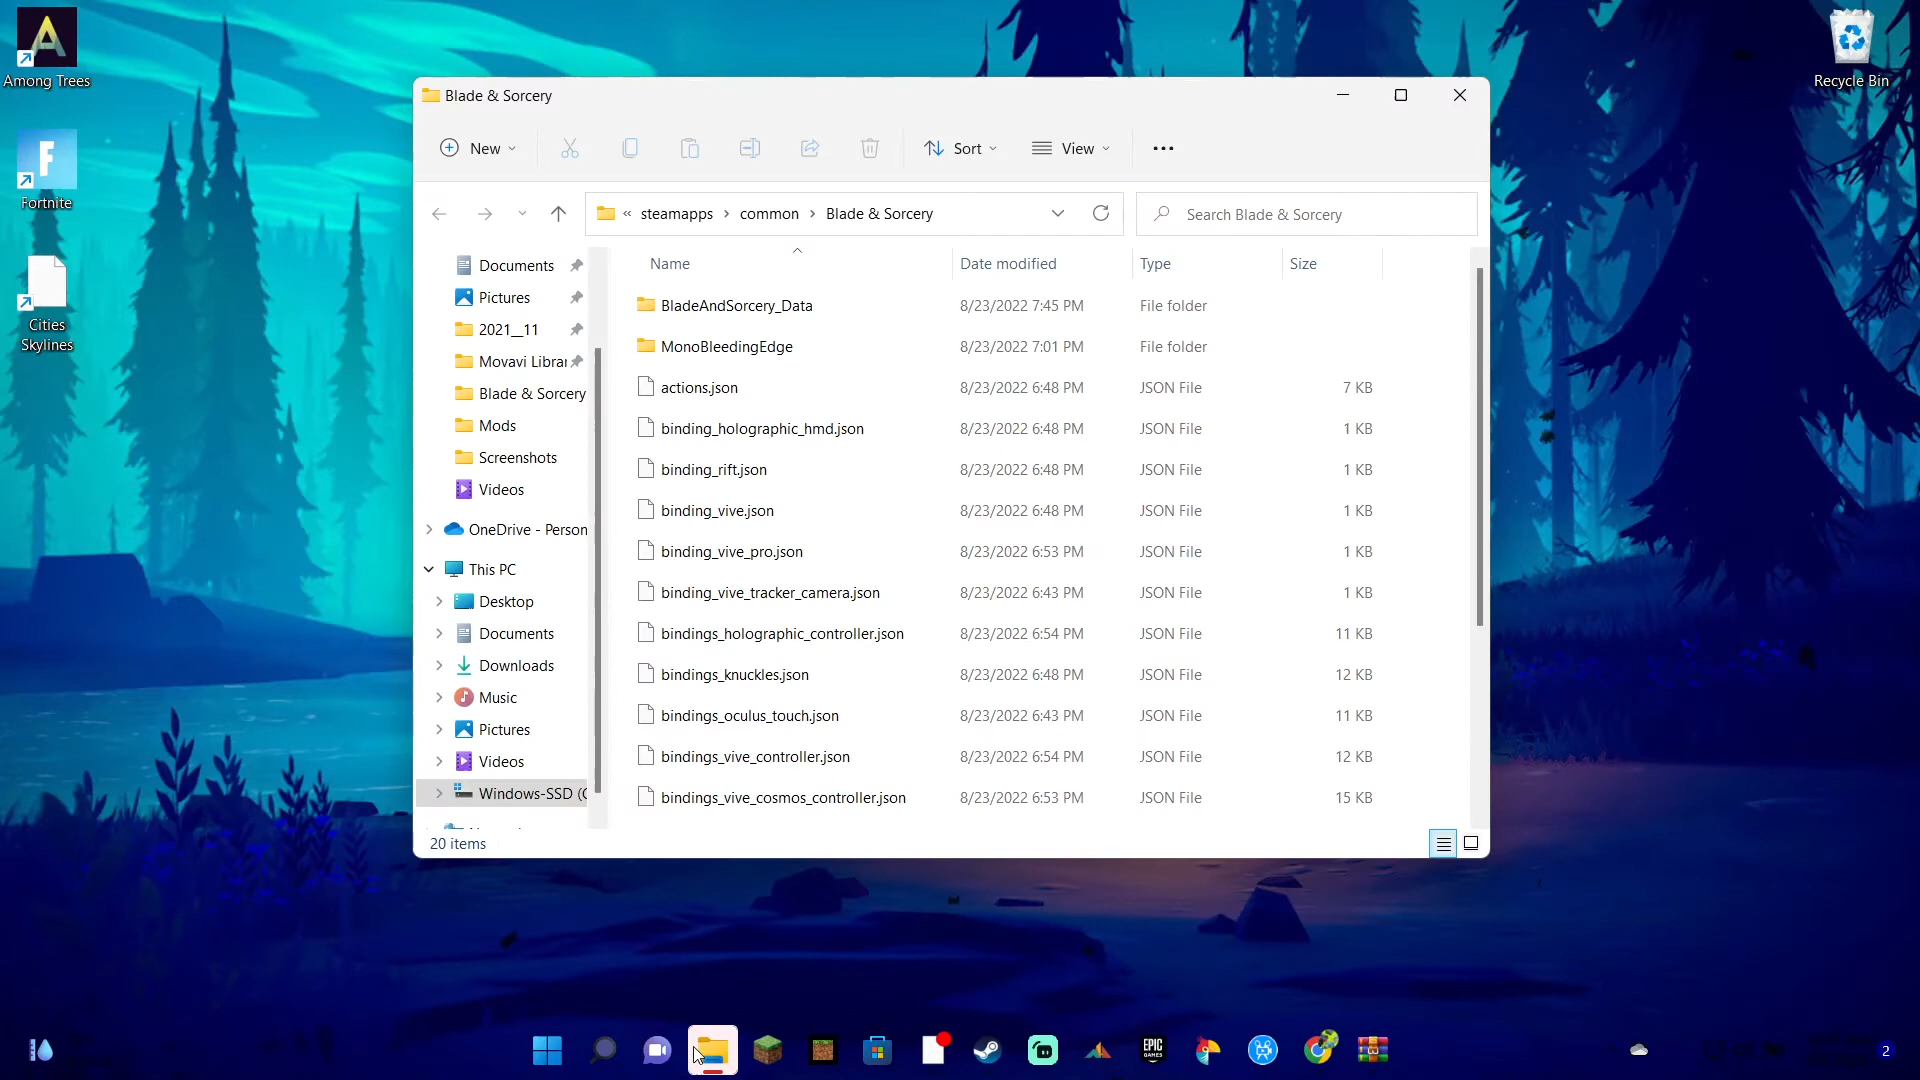 Among Trees
Fortnite
Cities
Skylines
Recycle Bin
Blade & Sorcery
New
Sort
View
« steamapps › common › Blade & Sorcery
Search Blade & Sorcery
Documents
Pictures
2021__11
Movavi Librar
Blade & Sorcery
Mods
Screenshots
Videos
OneDrive - Person
This PC
Desktop
Documents
Downloads
Music
Pictures
Videos
Windows-SSD (C
Name Date modified Type Size
BladeAndSorcery_Data 8/23/2022 7:45 PM File folder
MonoBleedingEdge 8/23/2022 7:01 PM File folder
actions.json 8/23/2022 6:48 PM JSON File 7 KB
binding_holographic_hmd.json 8/23/2022 6:48 PM JSON File 1 KB
binding_rift.json 8/23/2022 6:48 PM JSON File 1 KB
binding_vive.json 8/23/2022 6:48 PM JSON File 1 KB
binding_vive_pro.json 8/23/2022 6:53 PM JSON File 1 KB
binding_vive_tracker_camera.json 8/23/2022 6:43 PM JSON File 1 KB
bindings_holographic_controller.json 8/23/2022 6:54 PM JSON File 11 KB
bindings_knuckles.json 8/23/2022 6:48 PM JSON File 12 KB
bindings_oculus_touch.json 8/23/2022 6:43 PM JSON File 11 KB
bindings_vive_controller.json 8/23/2022 6:54 PM JSON File 12 KB
bindings_vive_cosmos_controller.json 8/23/2022 6:53 PM JSON File 15 KB
20 items
EPIC
GAMES
2